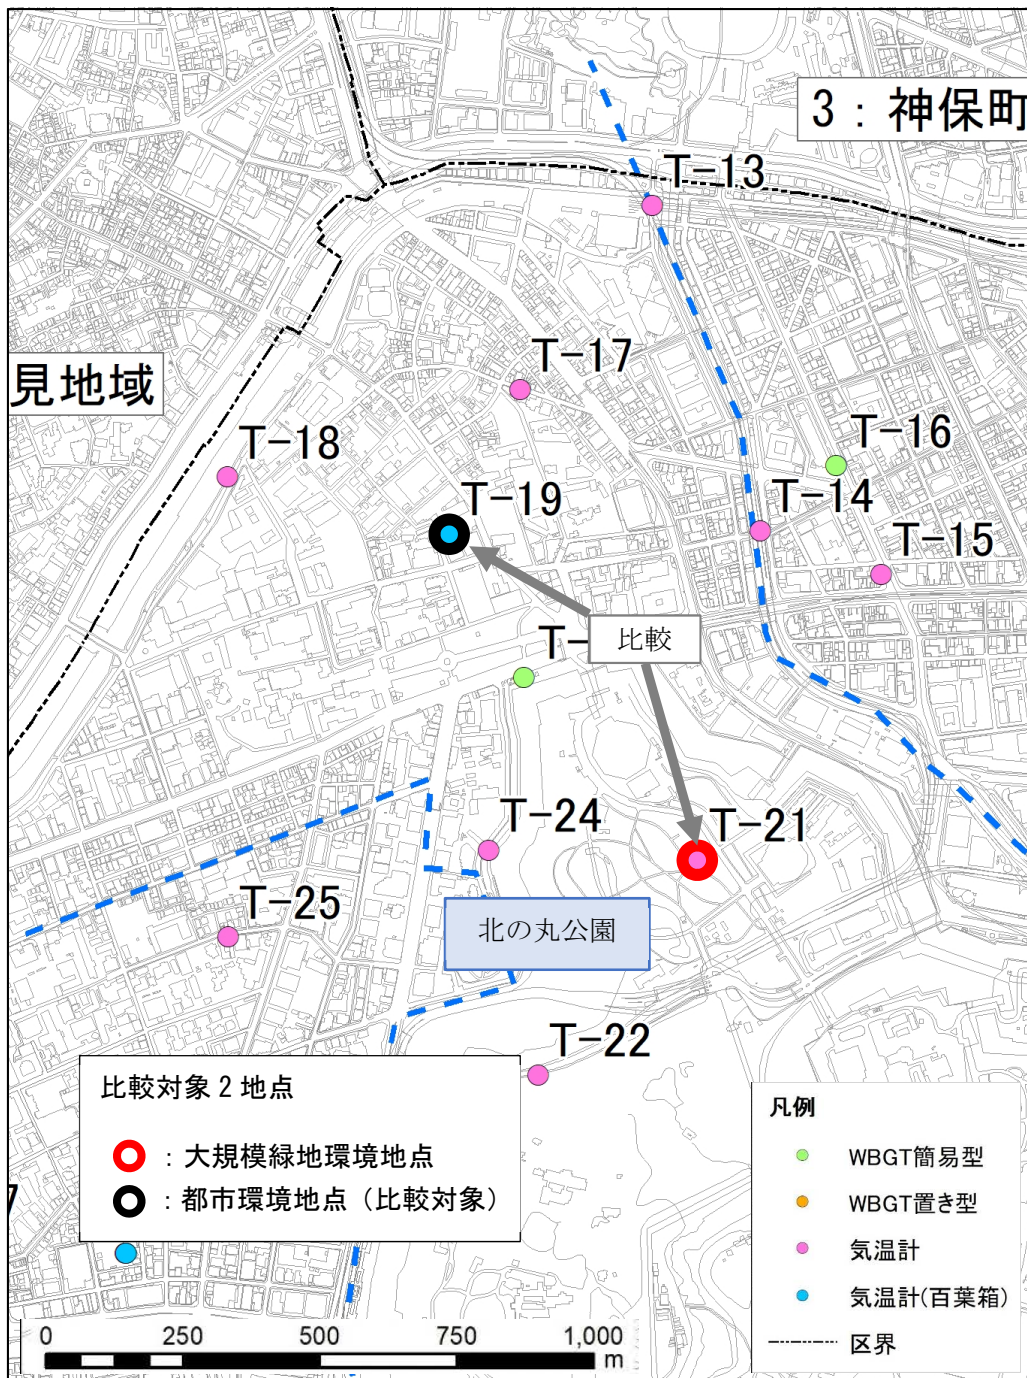 3：神保町
T-13
T-17
見地域
T-16
T-18
T-19
T-14
T-15
T-
比較
T-24
T-21
T-25
北の丸公園
T-22
比較対象2地点
：大規模緑地環境地点
：都市環境地点（比較対象）
7
凡例
WBGT簡易型
WBGT置き型
気温計
気温計(百葉箱)
区界
0 250 500 750 1,000
m